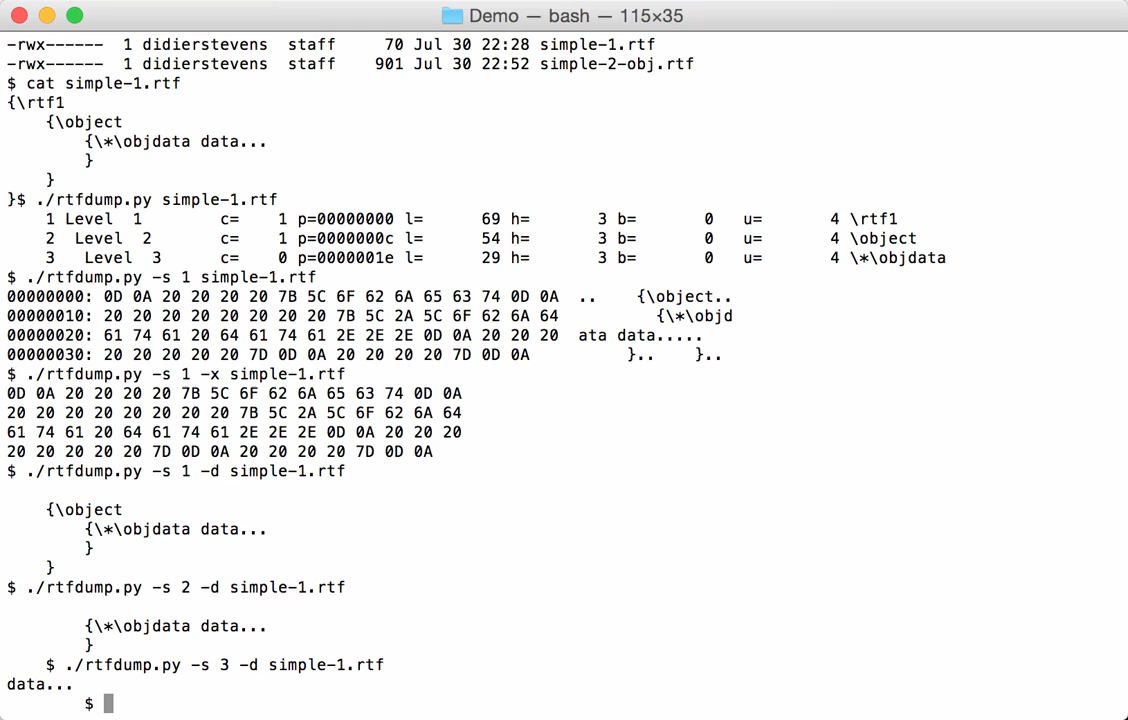 Demo — bash — 115×35
-rwx------  1 didierstevens  staff     70 Jul 30 22:28 simple-1.rtf
-rwx------  1 didierstevens  staff    901 Jul 30 22:52 simple-2-obj.rtf
$ cat simple-1.rtf
{\rtf1
    {\object
        {\*\objdata data...
        }
    }
}$ ./rtfdump.py simple-1.rtf
    1 Level  1        c=    1 p=00000000 l=      69 h=       3 b=       0   u=       4 \rtf1
    2  Level  2       c=    1 p=0000000c l=      54 h=       3 b=       0   u=       4 \object
    3   Level  3      c=    0 p=0000001e l=      29 h=       3 b=       0   u=       4 \*\objdata
$ ./rtfdump.py -s 1 simple-1.rtf
00000000: 0D 0A 20 20 20 20 7B 5C 6F 62 6A 65 63 74 0D 0A  ..    {\object..
00000010: 20 20 20 20 20 20 20 20 7B 5C 2A 5C 6F 62 6A 64          {\*\objd
00000020: 61 74 61 20 64 61 74 61 2E 2E 2E 0D 0A 20 20 20  ata data.....
00000030: 20 20 20 20 20 7D 0D 0A 20 20 20 20 7D 0D 0A          }..    }..
$ ./rtfdump.py -s 1 -x simple-1.rtf
0D 0A 20 20 20 20 7B 5C 6F 62 6A 65 63 74 0D 0A
20 20 20 20 20 20 20 20 7B 5C 2A 5C 6F 62 6A 64
61 74 61 20 64 61 74 61 2E 2E 2E 0D 0A 20 20 20
20 20 20 20 20 7D 0D 0A 20 20 20 20 7D 0D 0A
$ ./rtfdump.py -s 1 -d simple-1.rtf
    {\object
        {\*\objdata data...
        }
    }
$ ./rtfdump.py -s 2 -d simple-1.rtf
        {\*\objdata data...
        }
    $ ./rtfdump.py -s 3 -d simple-1.rtf
data...
        $